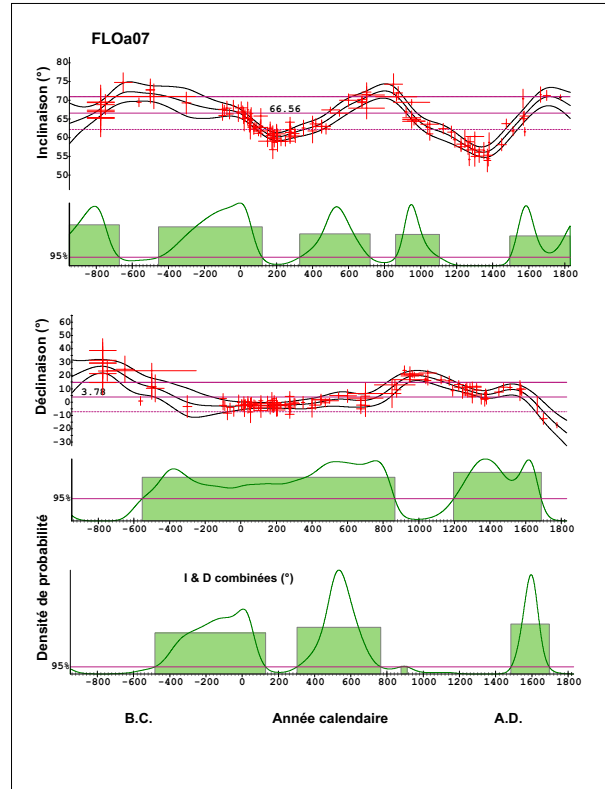 FLOa07
Inclinaison (°)
80
75
70
65
60
55
50
66.56
95%
-800 -600 -400 -200 0 200 400 600 800 1000 1200 1400 1600 1800
Déclinaison (°)
60
50
40
30
20
10
0
-10
-20
-30
3.78
95%
-800 -600 -400 -200 0 200 400 600 800 1000 1200 1400 1600 1800
Densité de probabilité
I & D combinées (°)
95%
-800 -600 -400 -200 0 200 400 600 800 1000 1200 1400 1600 1800
B.C. Année calendaire A.D.